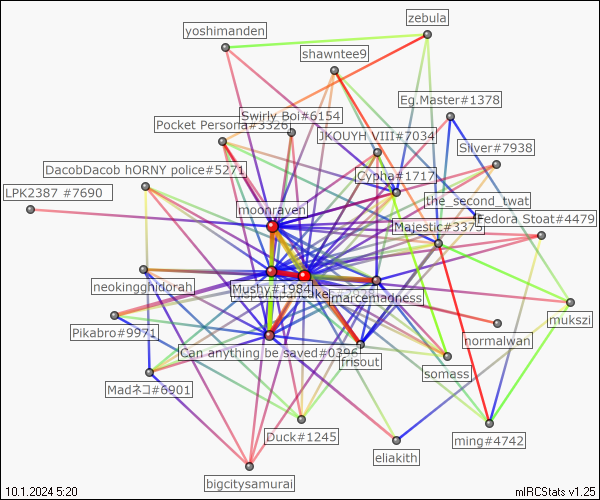 zebula
yoshimanden
shawntee9
Eg.Master#1378
Swirly Boi#6154
Pocket Persona#3326
JKOUYH VIII#7034
Silver#7938
DacobDacob hORNY police#5271
Cypha#1717
LPK2387 #7690
the_second_twat
moonraven
Fedora Stoat#4479
Majestic#3375
neokingghidorah
Mushy#1984
marcemadness
mukszi
Pikabro#9971
normalwan
Can anything be saved#0396
frisout
somass
Madネコ#6901
Duck#1245
ming#4742
eliakith
bigcitysamurai
10.1.2024 5:20
mIRCStats v1.25